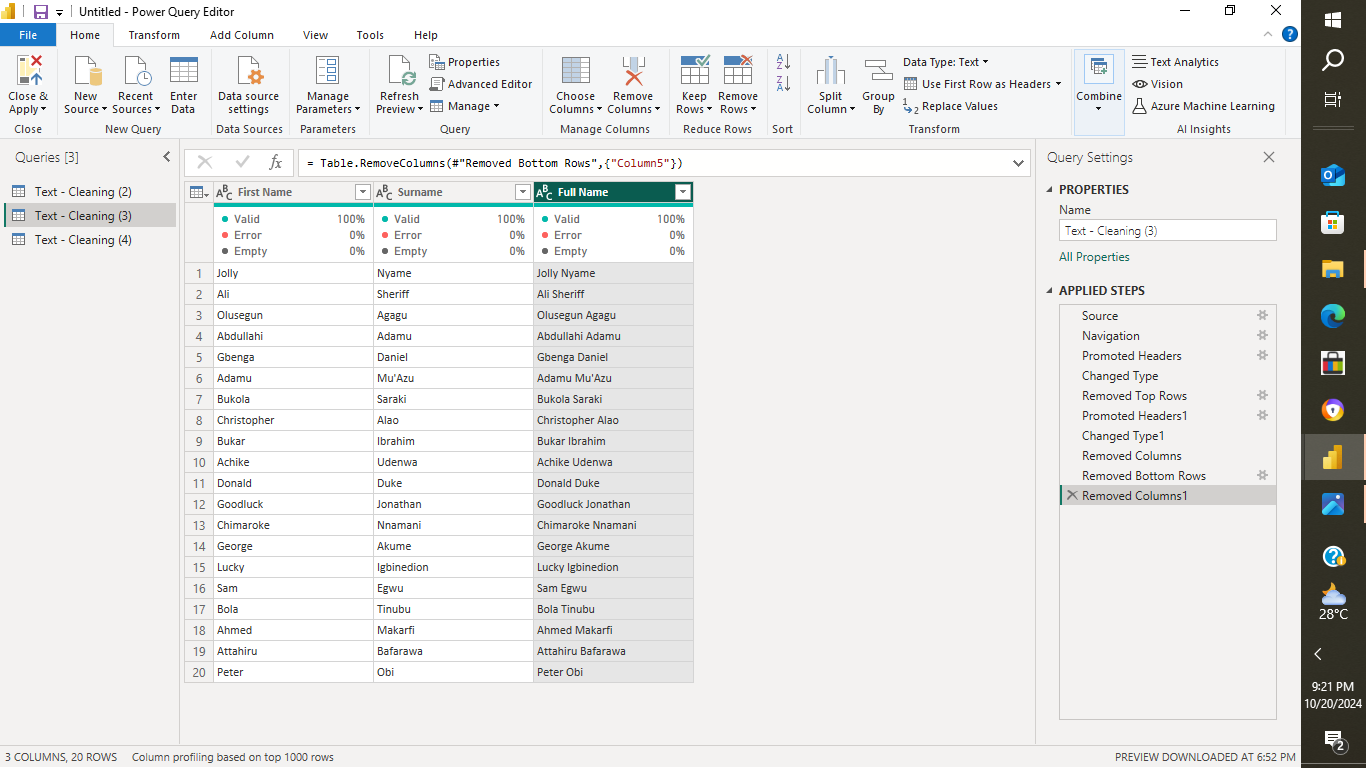 Untitled - Power Query Editor
File Home Transform Add Column View Tools Help
Close & Apply
New Source
Recent Sources
Enter Data
Data source settings
Manage Parameters
Refresh Preview
Properties
Advanced Editor
Manage
Choose Columns
Remove Columns
Keep Rows
Remove Rows
Split Column
Group By
Data Type: Text
Use First Row as Headers
Replace Values
Combine
Text Analytics
Vision
Azure Machine Learning
Close New Query Data Sources Parameters Query Manage Columns Reduce Rows Sort Transform AI Insights
Queries [3]
Text - Cleaning (2)
Text - Cleaning (3)
Text - Cleaning (4)
fx = Table.RemoveColumns(#"Removed Bottom Rows",{"Column5"})
ABC First Name ABC Surname ABC Full Name
Valid 100% Valid 100% Valid 100%
Error 0% Error 0% Error 0%
Empty 0% Empty 0% Empty 0%
1 Jolly Nyame Jolly Nyame
2 Ali Sheriff Ali Sheriff
3 Olusegun Agagu Olusegun Agagu
4 Abdullahi Adamu Abdullahi Adamu
5 Gbenga Daniel Gbenga Daniel
6 Adamu Mu'Azu Adamu Mu'Azu
7 Bukola Saraki Bukola Saraki
8 Christopher Alao Christopher Alao
9 Bukar Ibrahim Bukar Ibrahim
10 Achike Udenwa Achike Udenwa
11 Donald Duke Donald Duke
12 Goodluck Jonathan Goodluck Jonathan
13 Chimaroke Nnamani Chimaroke Nnamani
14 George Akume George Akume
15 Lucky Igbinedion Lucky Igbinedion
16 Sam Egwu Sam Egwu
17 Bola Tinubu Bola Tinubu
18 Ahmed Makarfi Ahmed Makarfi
19 Attahiru Bafarawa Attahiru Bafarawa
20 Peter Obi Peter Obi
Query Settings
PROPERTIES
Name
Text - Cleaning (3)
All Properties
APPLIED STEPS
Source
Navigation
Promoted Headers
Changed Type
Removed Top Rows
Promoted Headers1
Changed Type1
Removed Columns
Removed Bottom Rows
Removed Columns1
3 COLUMNS, 20 ROWS Column profiling based on top 1000 rows
PREVIEW DOWNLOADED AT 6:52 PM
28°C
9:21 PM
10/20/2024
2